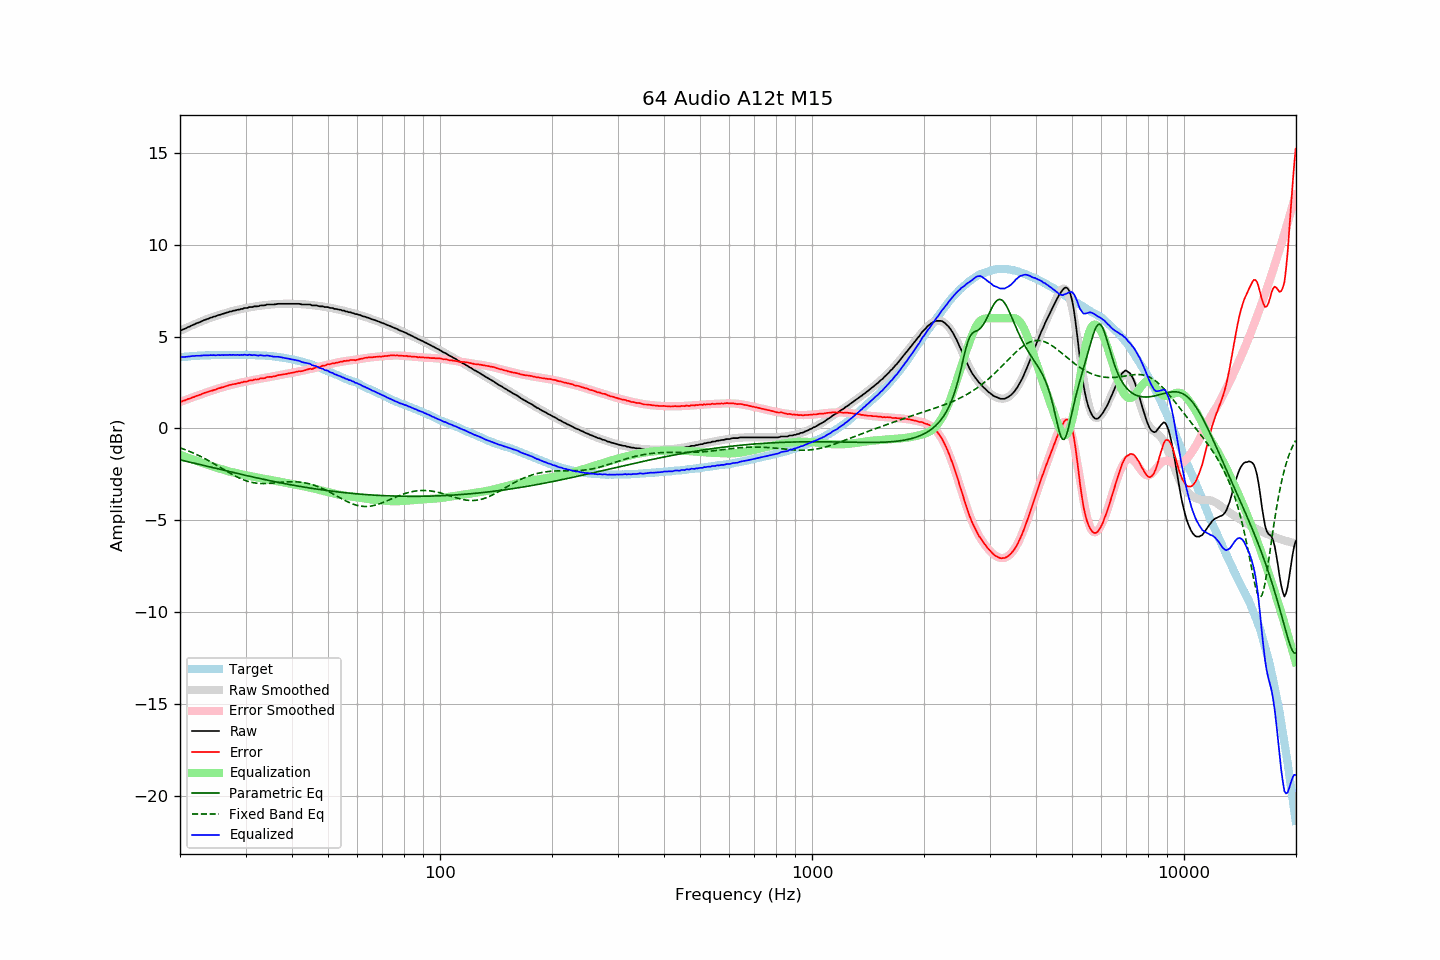 64 Audio A12t M15
15
10
5
0
−5
−10
−15
−20
Amplitude (dBr)
100
1000
10000
Frequency (Hz)
Target
Raw Smoothed
Error Smoothed
Raw
Error
Equalization
Parametric Eq
Fixed Band Eq
Equalized